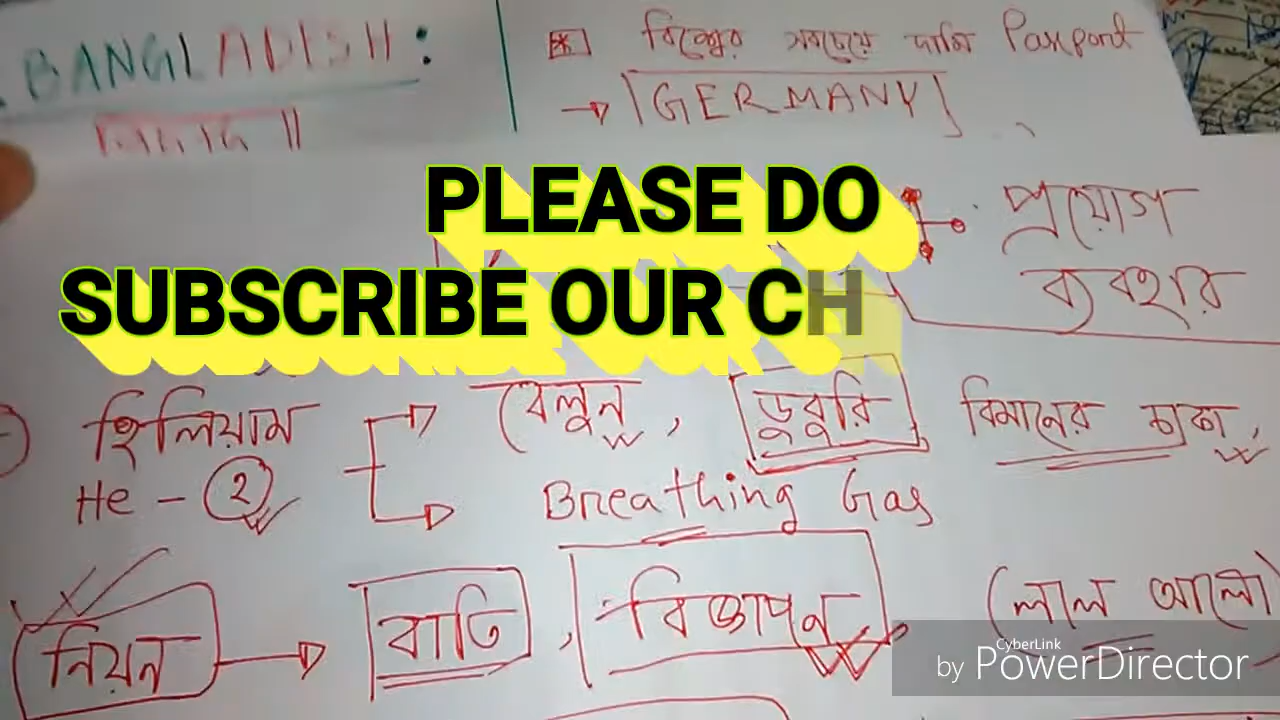 BANGLADISH:
* বিশ্বের সবচেয়ে দামি Passport
→ GERMANY
PLEASE DO
SUBSCRIBE OUR CH
প্রয়োগ
ব্যবহার
হিলিয়াম
He - 2
বেলুন, ডুবুরি বিমানের চাকা,
Breathing Gas
নিয়ন → বাতি, বিজ্ঞাপন (লাল আলো)
CyberLink
by PowerDirector